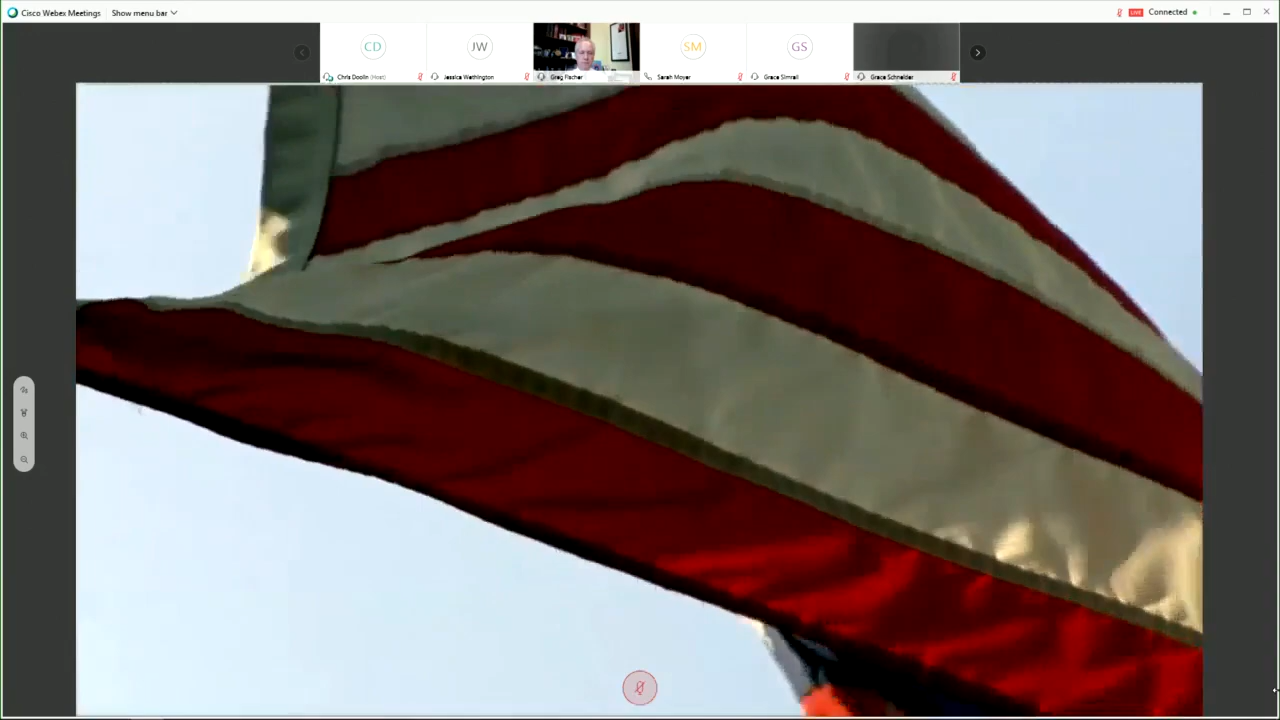 Cisco Webex Meetings Show menu bar LIVE Connected
CD JW SM GS
Chris Doolin (Host) Jessica Wethington Greg Fischer Sarah Moyer Grace Simrall Grace Schneider